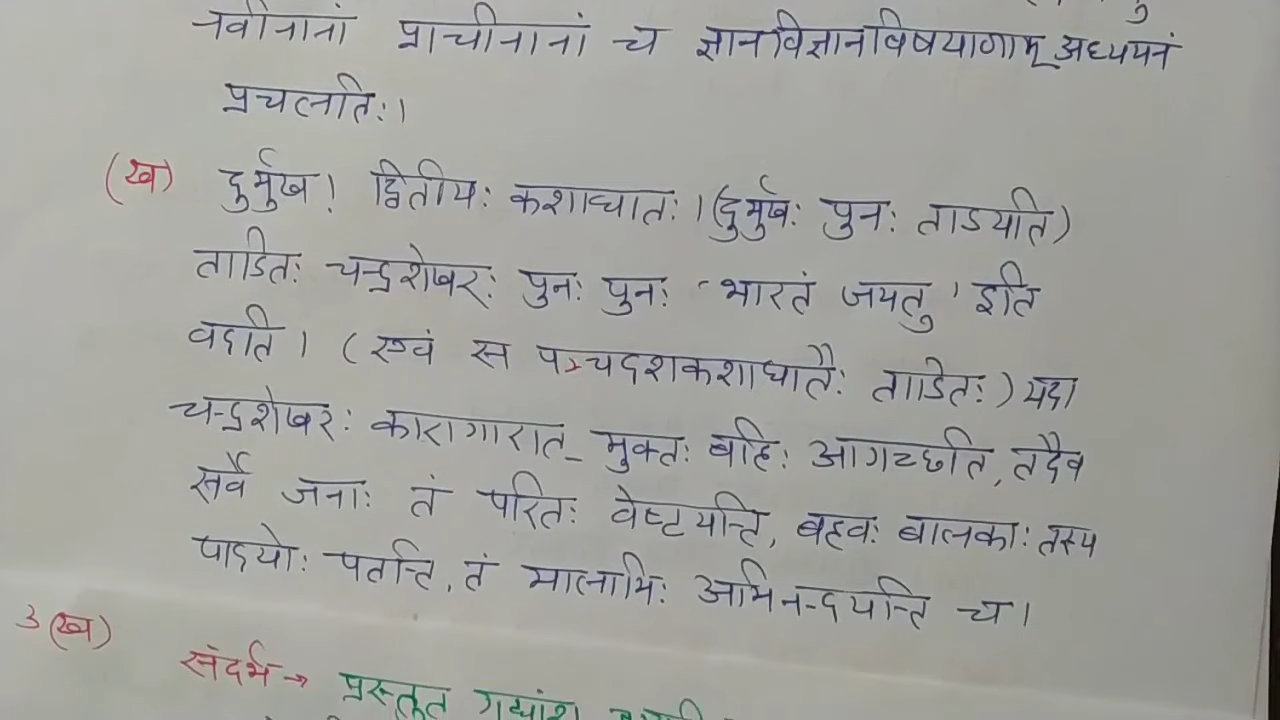 नवीनानां प्राचीनानां च ज्ञानविज्ञानविषयाणाम् अध्ययनं
प्रचलतिः।
(ख) दुर्मुख! द्वितीयः कशाघातः। (दुर्मुखः पुनः ताडयति)
ताडितः चन्द्रशेखरः पुनः पुनः 'भारतं जयतु' इति
वदति। (एवं स पञ्चदशकशाघातैः ताडितः) यदा
चन्द्रशेखरः कारागारात् मुक्तः बहिः आगच्छति, तदैव
सर्वे जनाः तं परितः वेष्टयन्ति, बहवः बालकाः तस्य
पादयोः पतन्ति, तं मालाभिः अभिनन्दयन्ति च।
3(ख)
संदर्भ → प्रस्तुत गद्यांश